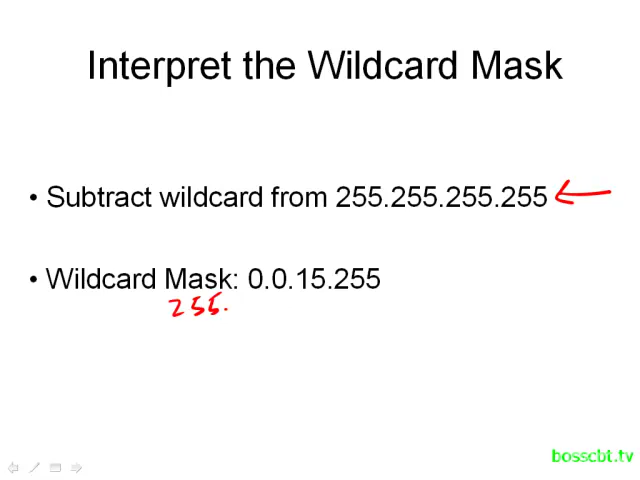 Interpret the Wildcard Mask
• Subtract wildcard from 255.255.255.255
• Wildcard Mask: 0.0.15.255
255.
bosscbt.tv